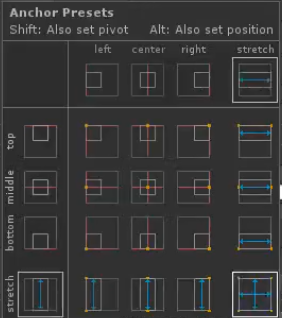 Anchor Presets
Shift: Also set pivot Alt: Also set position
left center right stretch
top
middle
bottom
stretch